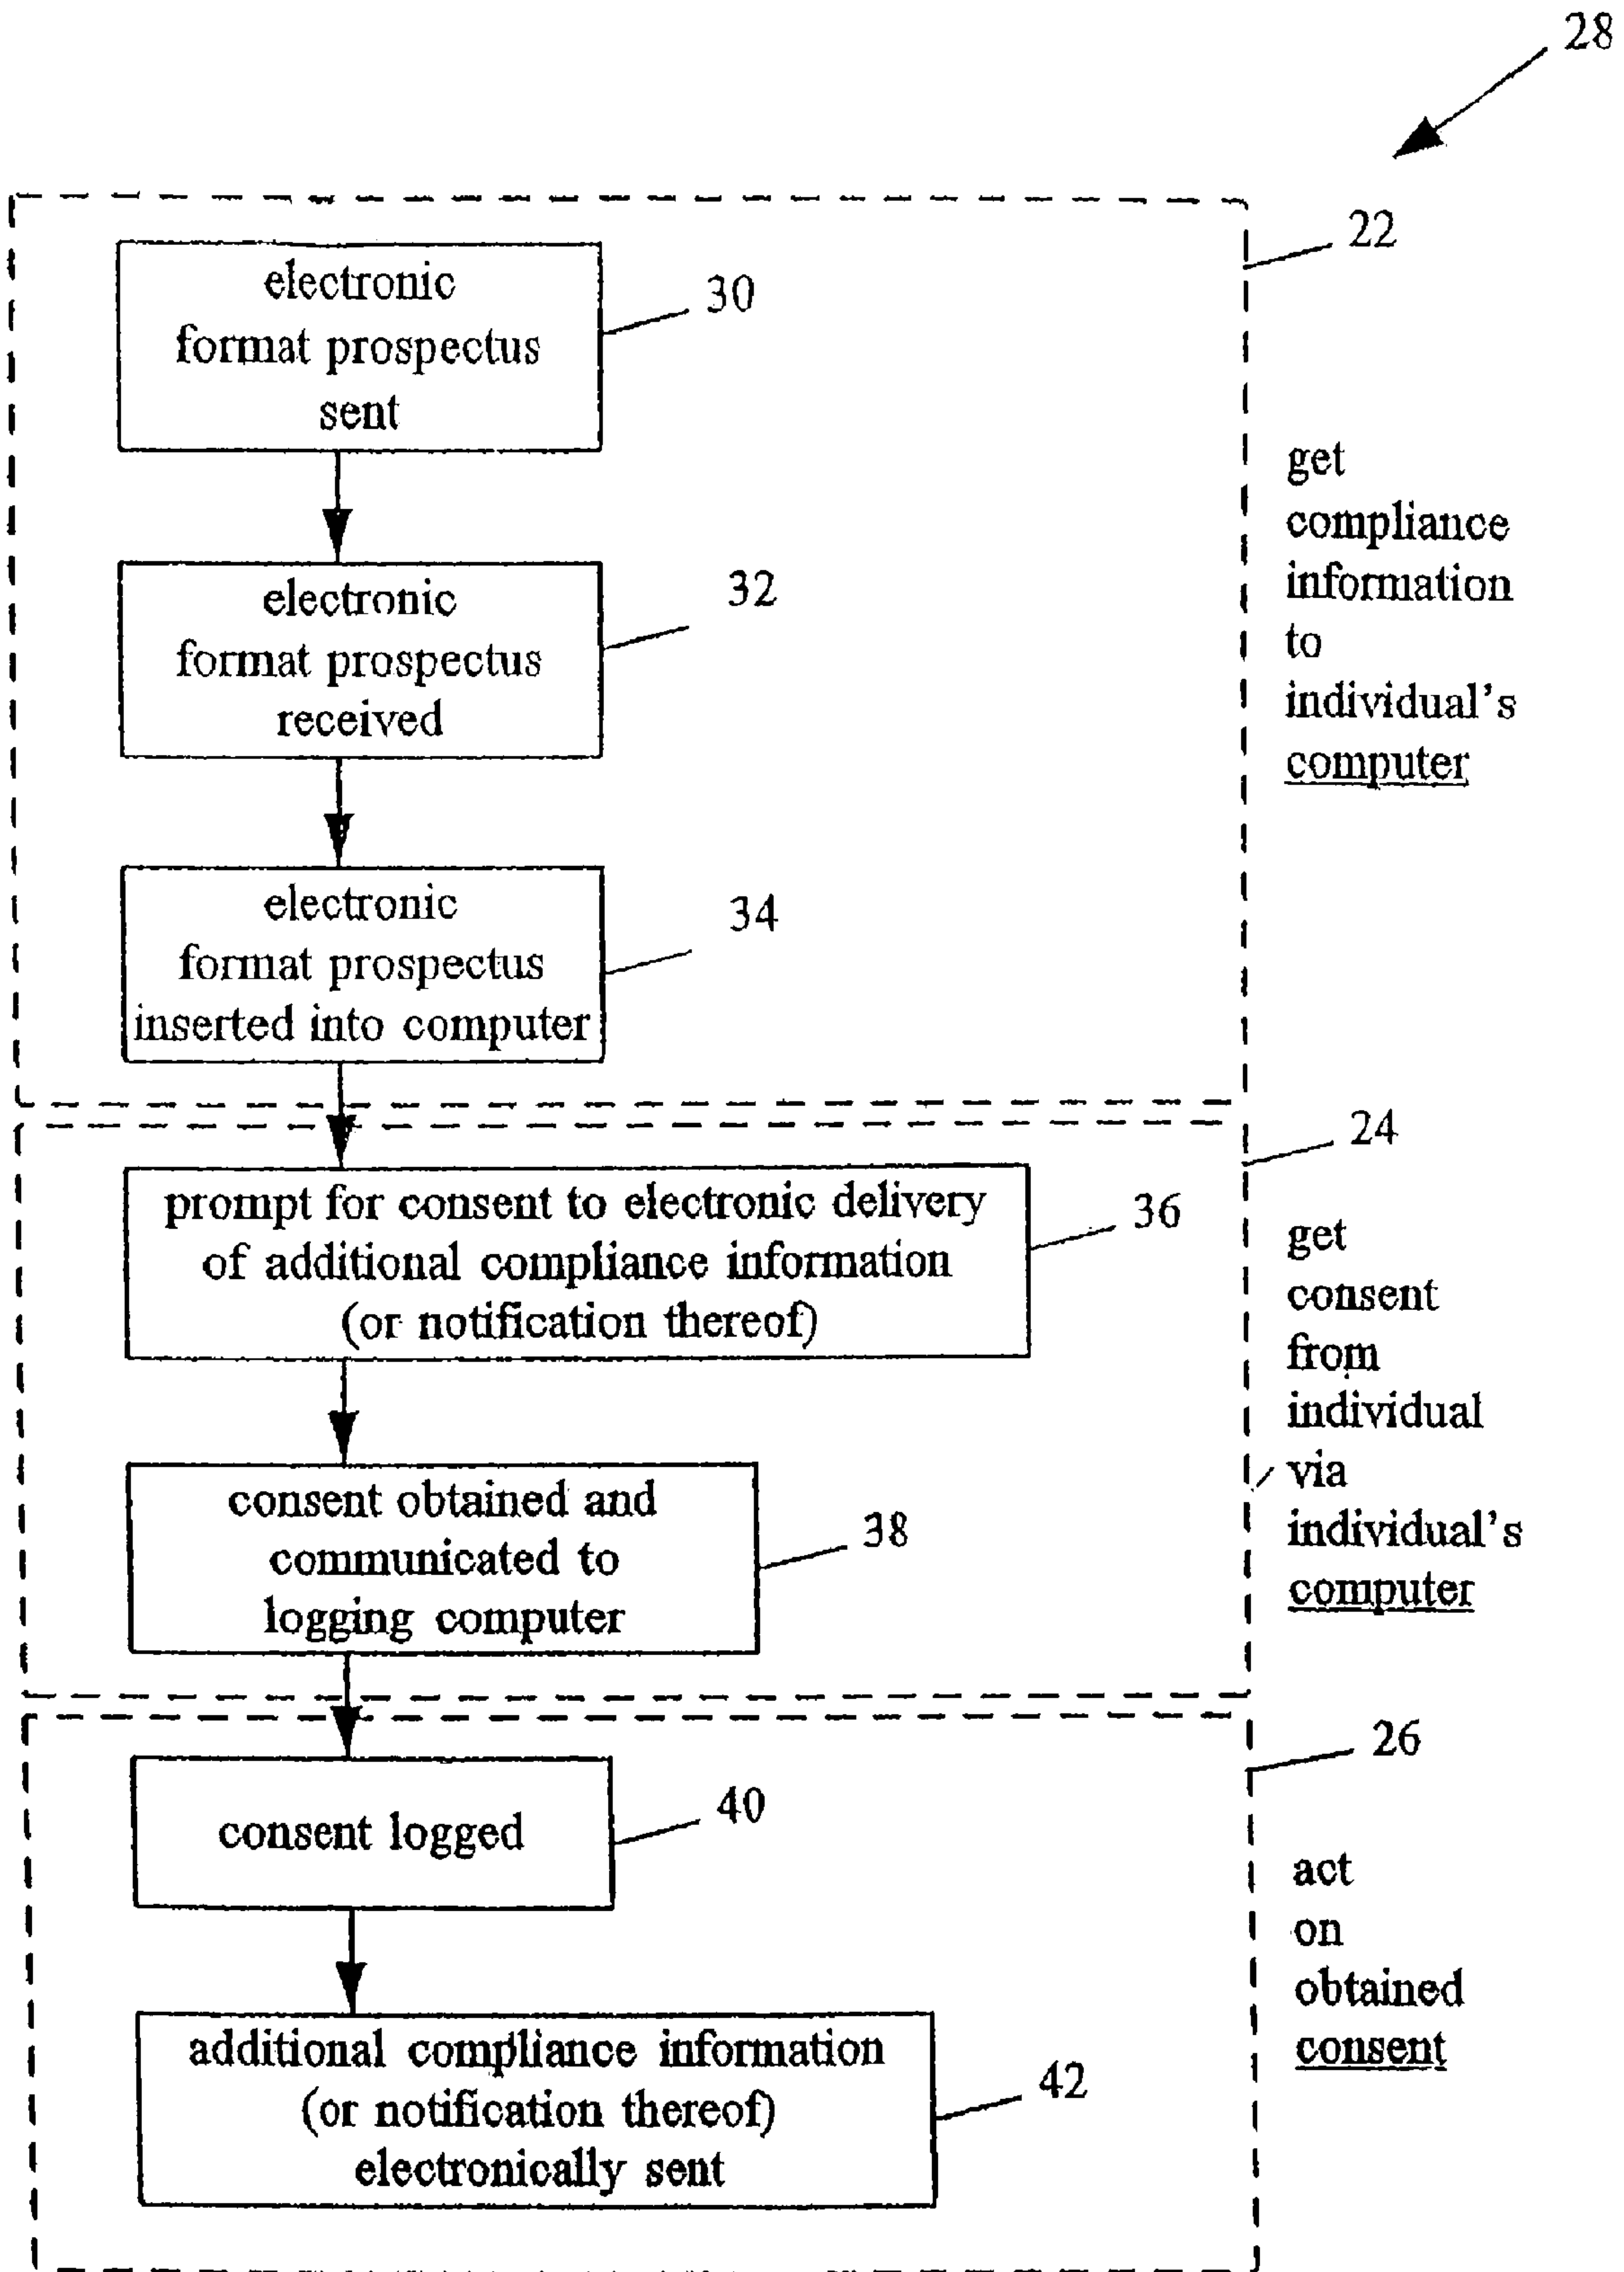 28
22
electronic
format prospectus
sent
30
get
compliance
information
to
individual's
computer
electronic
format prospectus
received
32
electronic
format prospectus
inserted into computer
34
24
prompt for consent to electronic delivery
of additional compliance information
(or notification thereof)
36
get
consent
from
individual
via
individual's
computer
consent obtained and
communicated to
logging computer
38
26
consent logged
40
act
on
obtained
consent
additional compliance information
(or notification thereof)
electronically sent
42